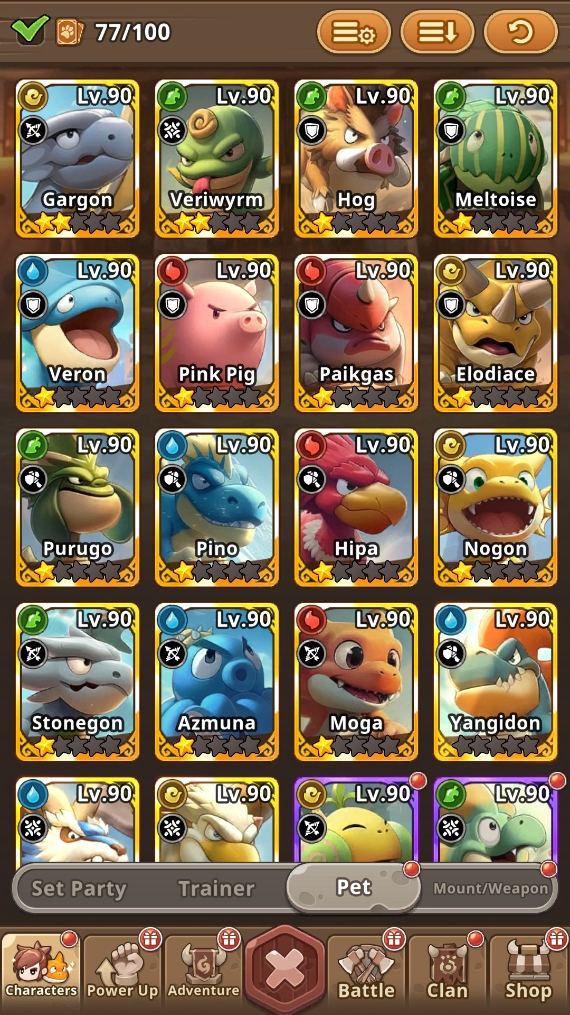 77/100
Lv.90 Lv.90 Lv.90 Lv.90
Gargon Veriwyrm Hog Meltoise
Lv.90 Lv.90 Lv.90 Lv.90
Veron Pink Pig Paikgas Elodiace
Lv.90 Lv.90 Lv.90 Lv.90
Purugo Pino Hipa Nogon
Lv.90 Lv.90 Lv.90 Lv.90
Stonegon Azmuna Moga Yangidon
Lv.90 Lv.90 Lv.90 Lv.90
Set Party Trainer Pet Mount/Weapon
Characters Power Up Adventure Battle Clan Shop